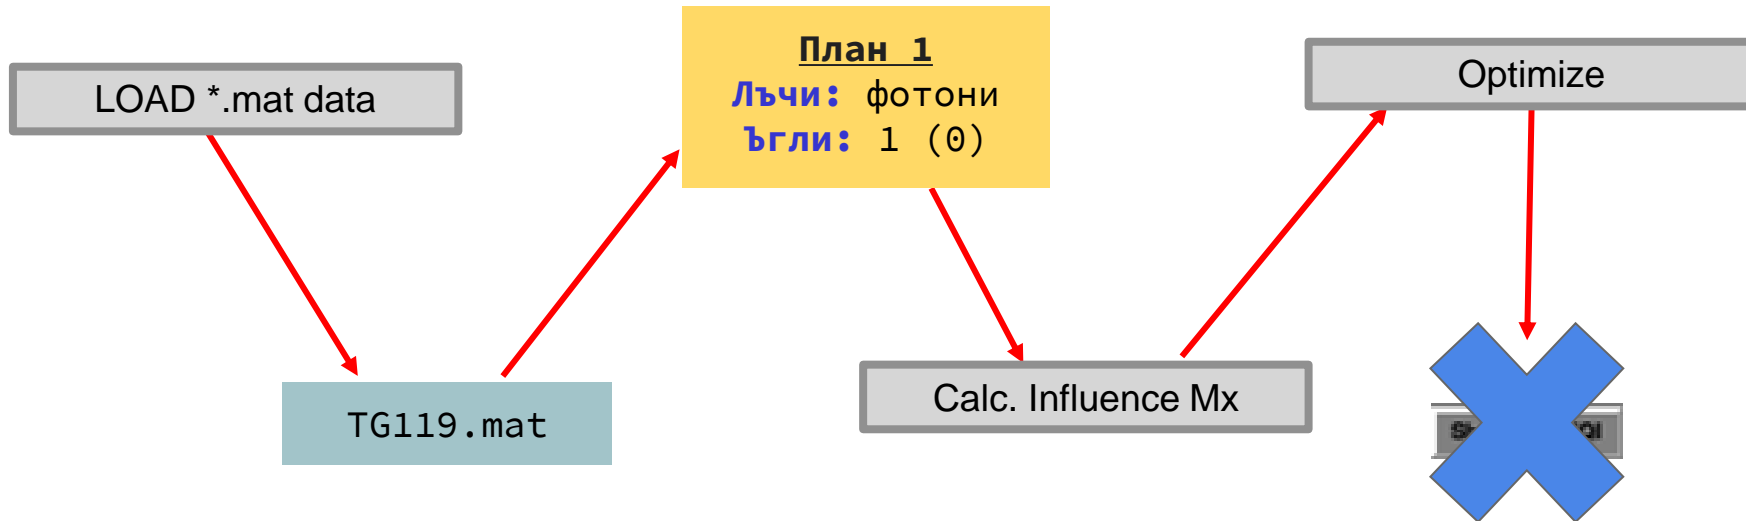 LOAD *.mat data
TG119.mat
План 1
Лъчи: фотони
Ъгли: 1 (0)
Calc. Influence Mx
Optimize